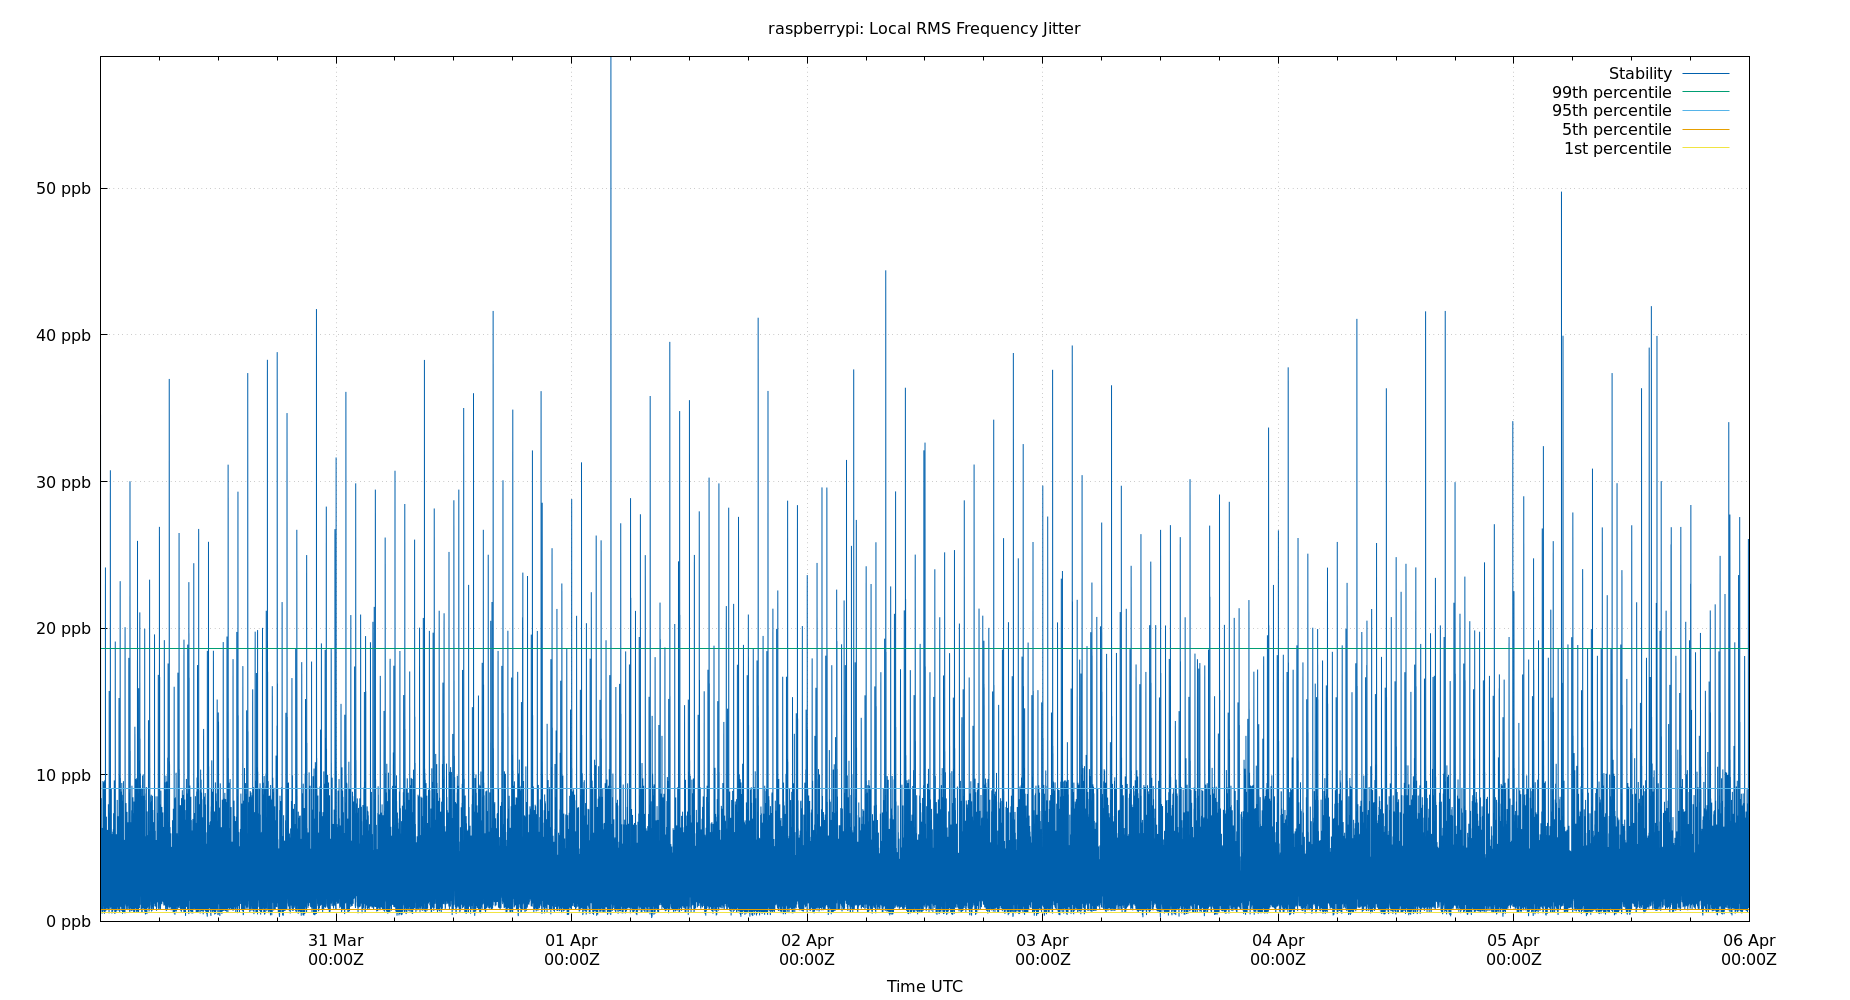 raspberrypi: Local RMS Frequency Jitter
Stability
99th percentile
95th percentile
5th percentile
1st percentile
50 ppb
40 ppb
30 ppb
20 ppb
10 ppb
0 ppb
31 Mar 01 Apr 02 Apr 03 Apr 04 Apr 05 Apr 06 Apr
00:00Z 00:00Z 00:00Z 00:00Z 00:00Z 00:00Z 00:00Z
Time UTC